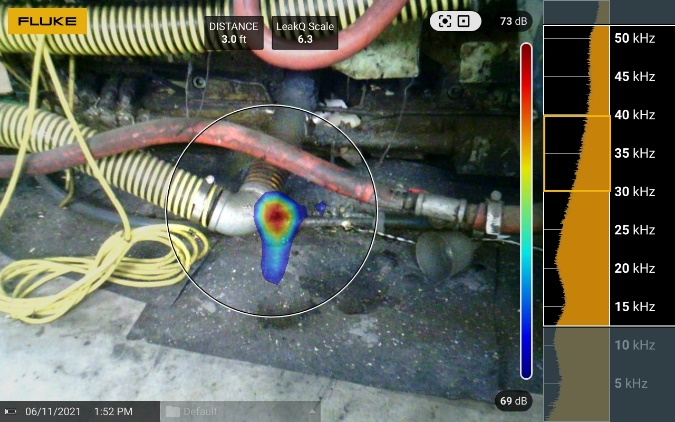 FLUKE
DISTANCE
3.0 ft
LeakQ Scale
6.3
73 dB
50 kHz
45 kHz
40 kHz
35 kHz
30 kHz
25 kHz
20 kHz
15 kHz
10 kHz
5 kHz
69 dB
06/11/2021 1:52 PM
Default